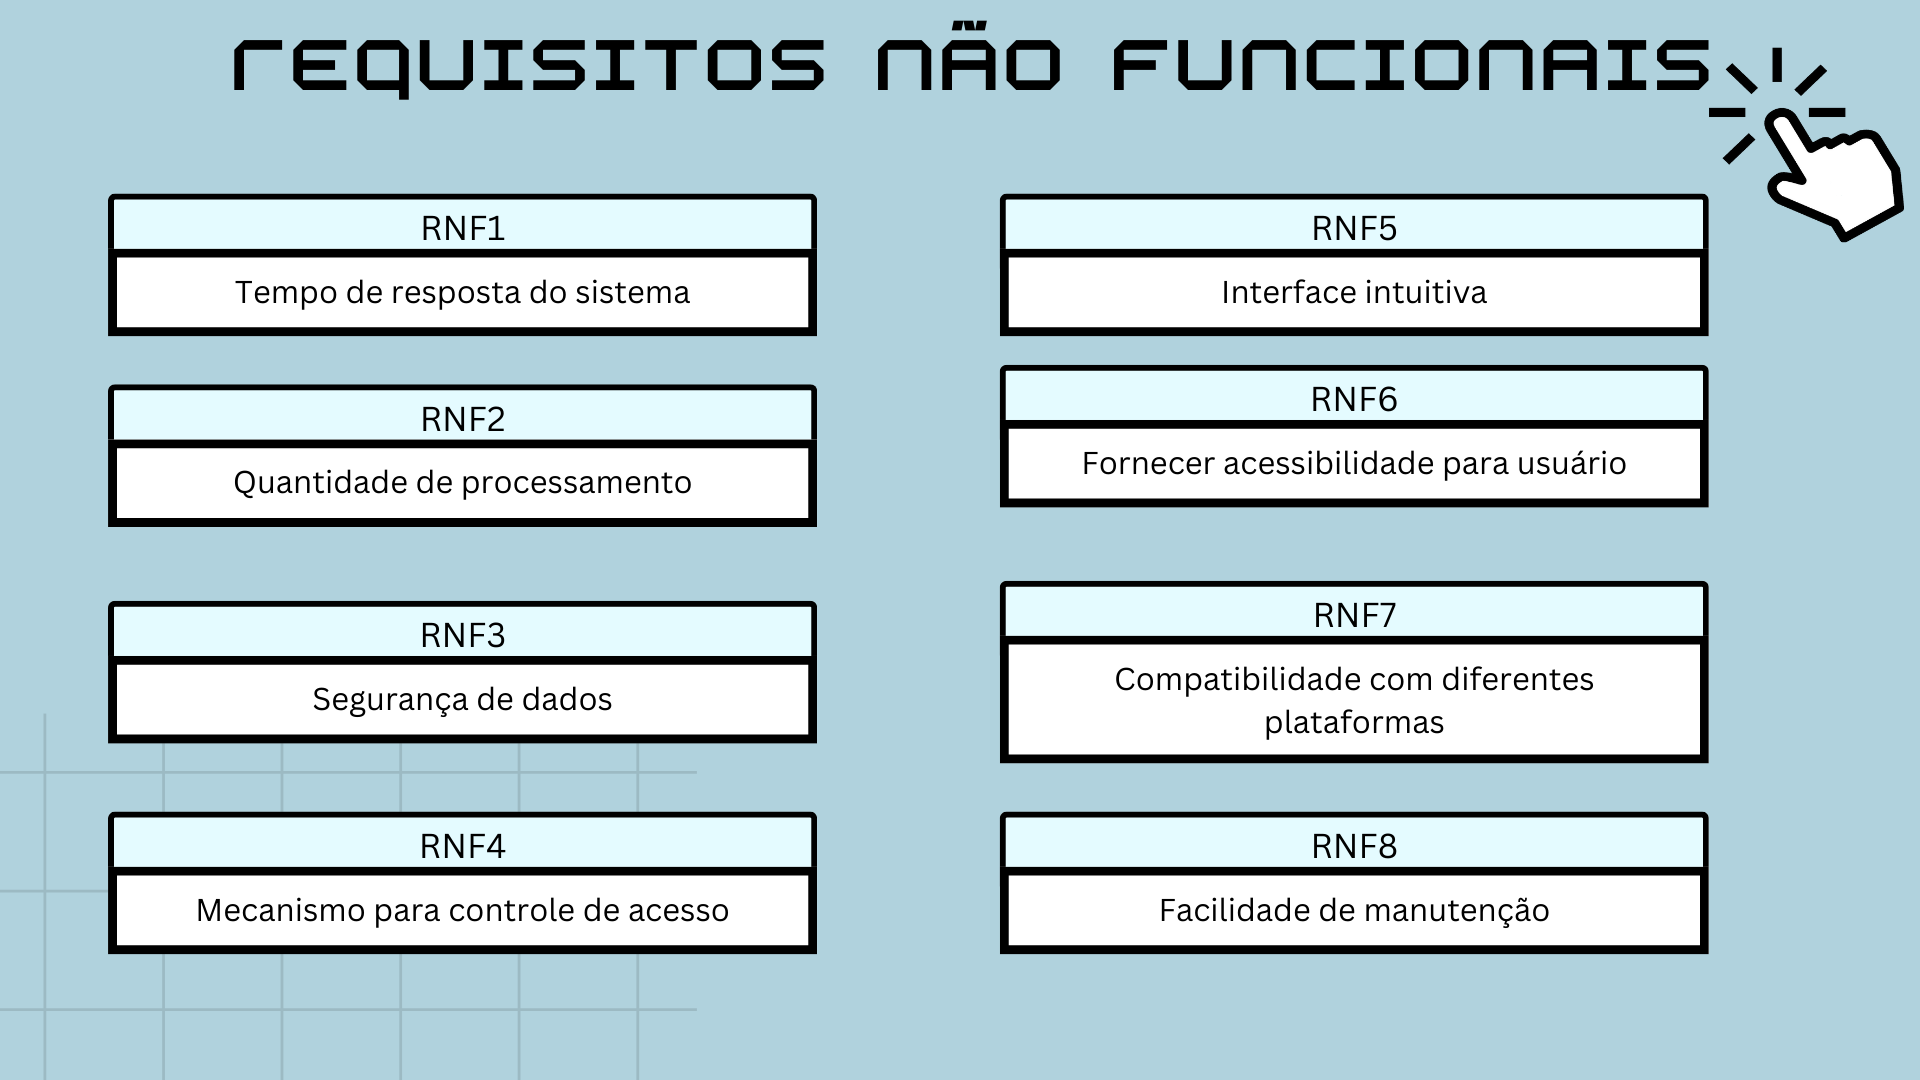 REQUISITOS NÃO FUNCIONAIS
RNF1
Tempo de resposta do sistema
RNF2
Quantidade de processamento
RNF3
Segurança de dados
RNF4
Mecanismo para controle de acesso
RNF5
Interface intuitiva
RNF6
Fornecer acessibilidade para usuário
RNF7
Compatibilidade com diferentes
plataformas
RNF8
Facilidade de manutenção